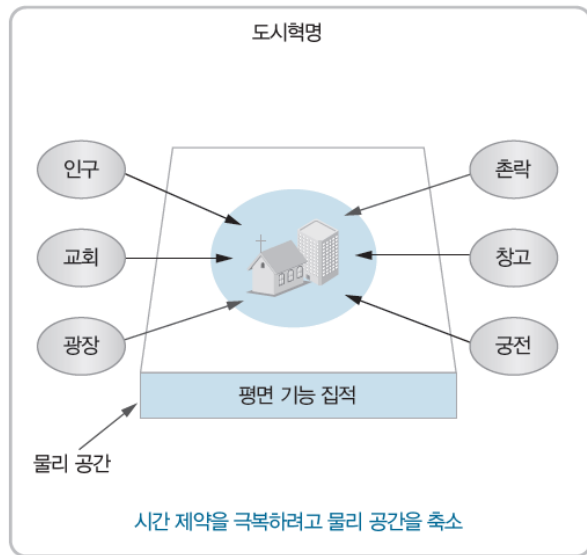 도시혁명
인구
촌락
교회
창고
광장
궁전
평면 기능 집적
물리 공간
시간 제약을 극복하려고 물리 공간을 축소